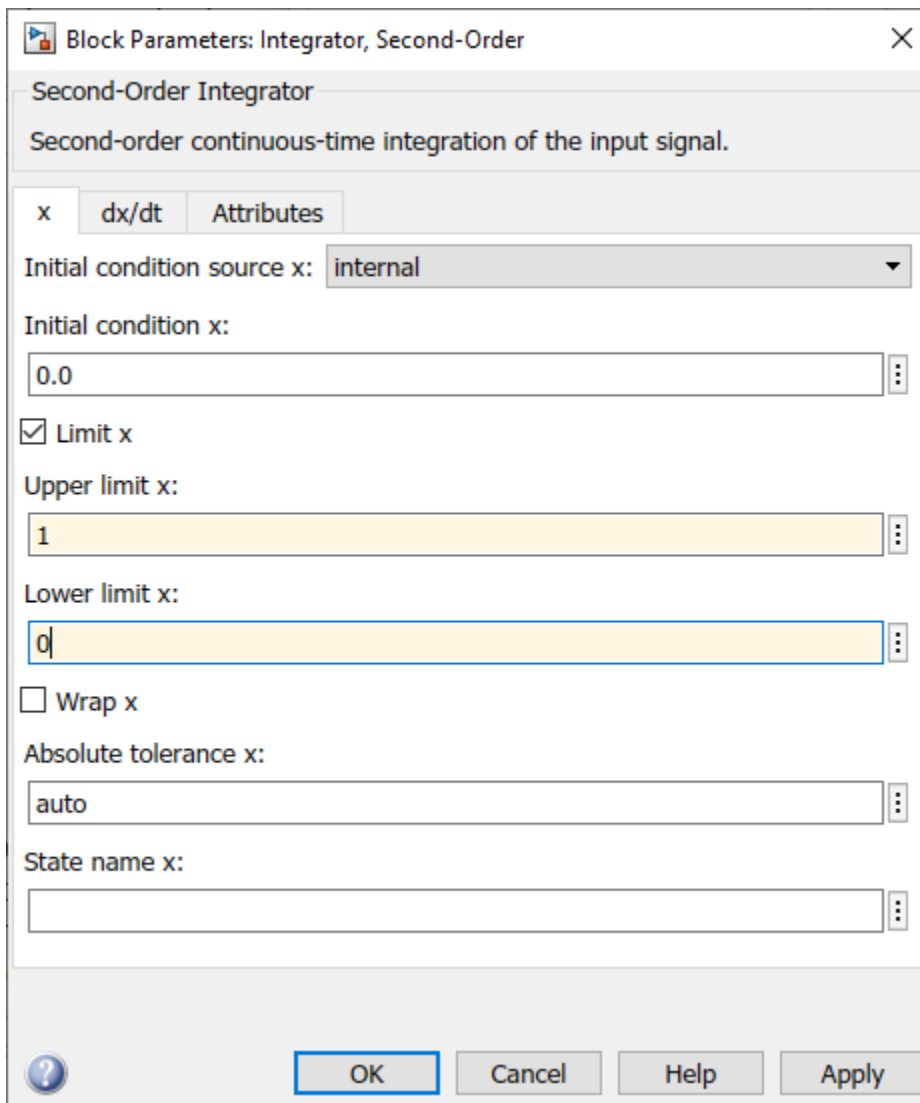 Block Parameters: Integrator, Second-Order
Second-Order Integrator
Second-order continuous-time integration of the input signal.
x dx/dt Attributes
Initial condition source x: internal
Initial condition x:
0.0
Limit x
Upper limit x:
1
Lower limit x:
0
Wrap x
Absolute tolerance x:
auto
State name x:
OK Cancel Help Apply